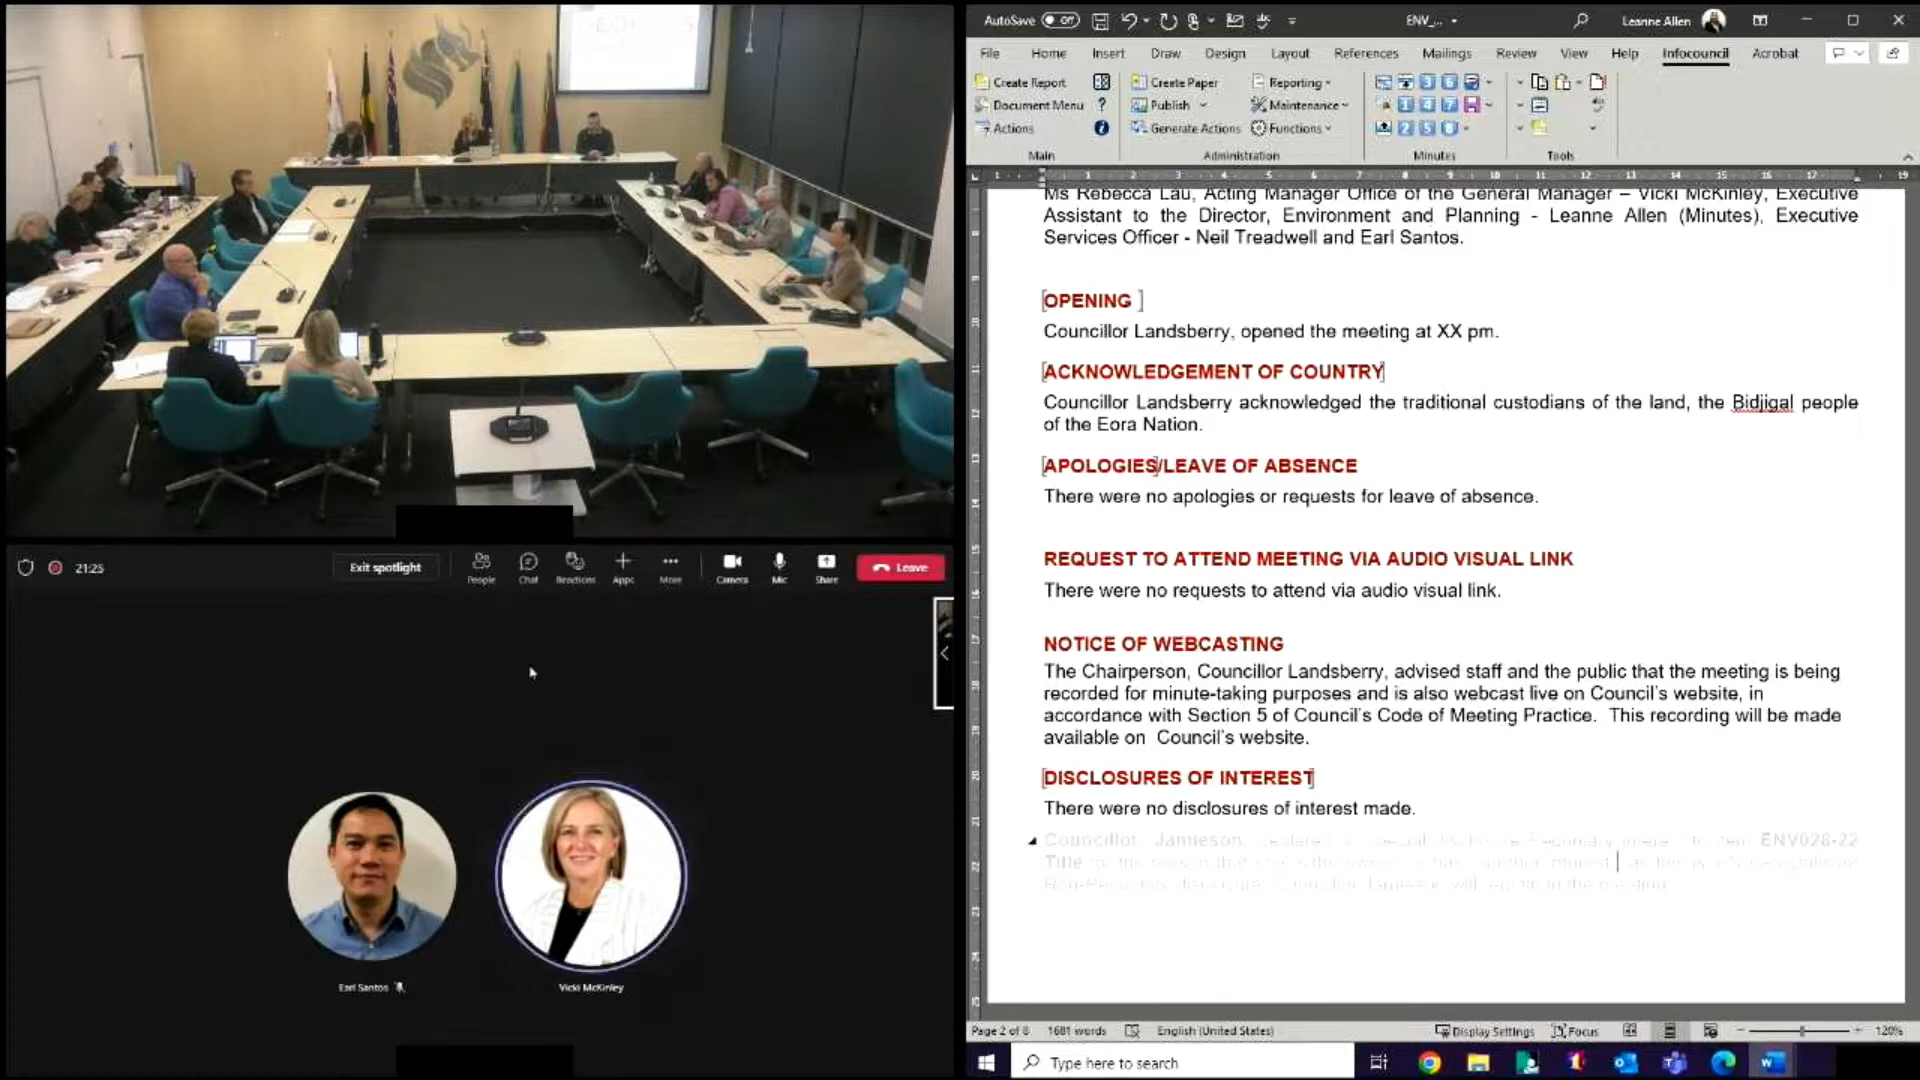 21:25
Exit spotlight
People
Chat
Reactions
Apps
More
Camera
Mic
Share
Leave
Earl Santos
Vicki McKinley
AutoSave
Off
ENV_...
Leanne Allen
File Home Insert Draw Design Layout References Mailings Review View Help Infocouncil Acrobat
Create Report
Document Menu
Actions
Main
Create Paper
Publish
Generate Actions
Reporting
Maintenance
Functions
Administration
Minutes
Tools
Ms Rebecca Lau, Acting Manager Office of the General Manager – Vicki McKinley, Executive
Assistant to the Director, Environment and Planning - Leanne Allen (Minutes), Executive
Services Officer - Neil Treadwell and Earl Santos.
OPENING
Councillor Landsberry, opened the meeting at XX pm.
ACKNOWLEDGEMENT OF COUNTRY
Councillor Landsberry acknowledged the traditional custodians of the land, the Bidjigal people
of the Eora Nation.
APOLOGIES/LEAVE OF ABSENCE
There were no apologies or requests for leave of absence.
REQUEST TO ATTEND MEETING VIA AUDIO VISUAL LINK
There were no requests to attend via audio visual link.
NOTICE OF WEBCASTING
The Chairperson, Councillor Landsberry, advised staff and the public that the meeting is being
recorded for minute-taking purposes and is also webcast live on Council's website, in
accordance with Section 5 of Council's Code of Meeting Practice.  This recording will be made
available on  Council's website.
DISCLOSURES OF INTEREST
There were no disclosures of interest made.
Councillor Jamieson ENV028-22
Title
Page 2 of 8
1681 words
English (United States)
Display Settings
Focus
120%
Type here to search